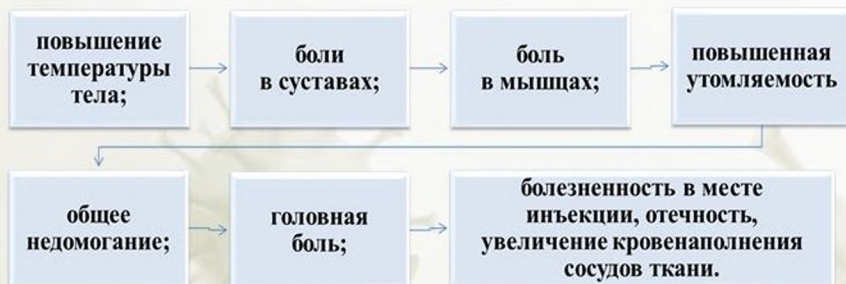 повышение
температуры
тела;
боли
в суставах;
боль
в мышцах;
повышенная
утомляемость
общее
недомогание;
головная
боль;
болезненность в месте
инъекции, отечность,
увеличение кровенаполнения
сосудов ткани.